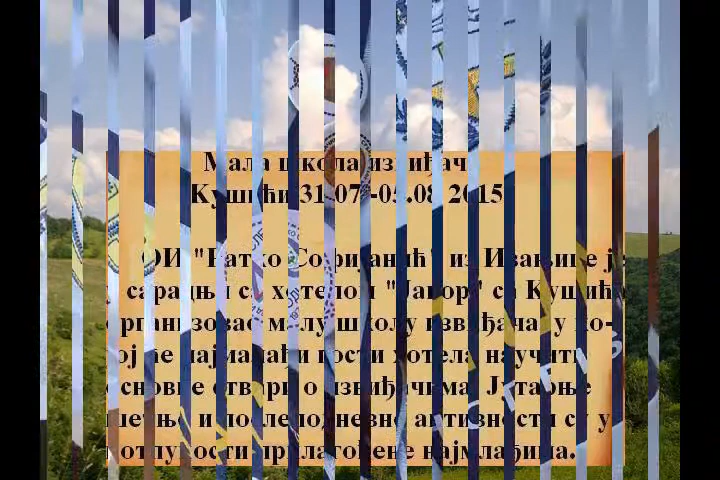 Мала школа извиђача
Кушићи 31.07.-05.08.2015
ОИ "Ратко Софијанић" из Ивањице је
у сарадњи са хотелом "Јавор" са Кушића
организовао малу школу извиђача у ко-
јој ће најмлађи гости хотела научити
основне ствари о извиђачима. Јутарње
шетње и послеподневне активности су у
потпуности прилагођене најмлађима.